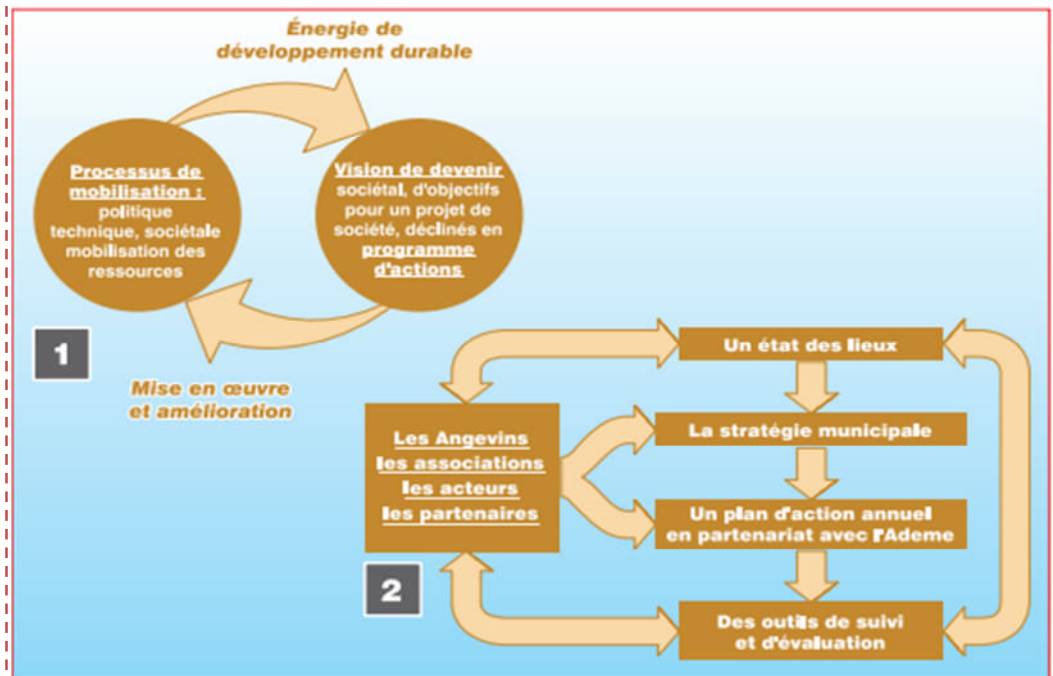 Énergie de
développement durable
Processus de
mobilisation :
politique
technique, sociétale
mobilisation des
ressources
Vision de devenir
sociétal, d'objectifs
pour un projet de
société, déclinés en
programme
d'actions
1
Mise en œuvre
et amélioration
Les Angevins
les associations
les acteurs
les partenaires
2
Un état des lieux
La stratégie municipale
Un plan d'action annuel
en partenariat avec l'Ademe
Des outils de suivi
et d'évaluation